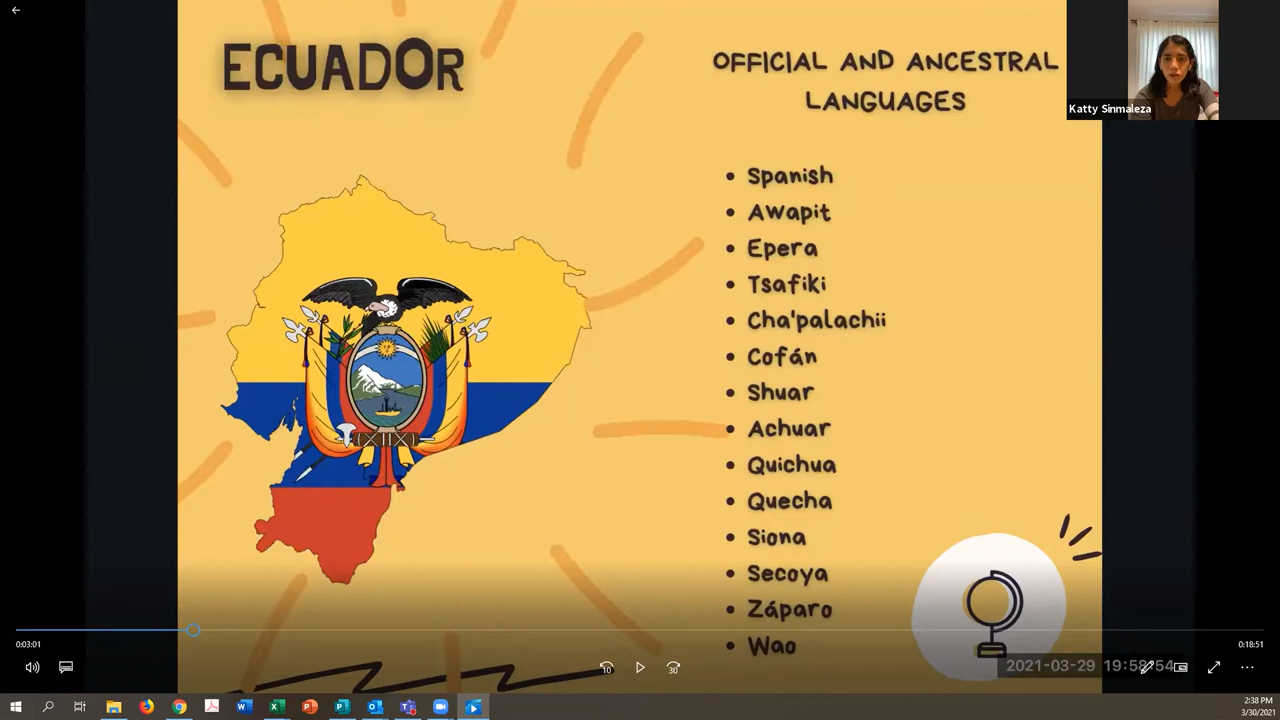 ECUADOR
OFFICIAL AND ANCESTRAL
LANGUAGES
Katty Sinmaleza
• Spanish
• Awapit
• Epera
• Tsafiki
• Cha'palachii
• Cofán
• Shuar
• Achuar
• Quichua
• Quecha
• Siona
• Secoya
• Záparo
• Wao
0:03:01
0:18:51
10
30
2021-03-29 19:58:54
2:38 PM
3/30/2021